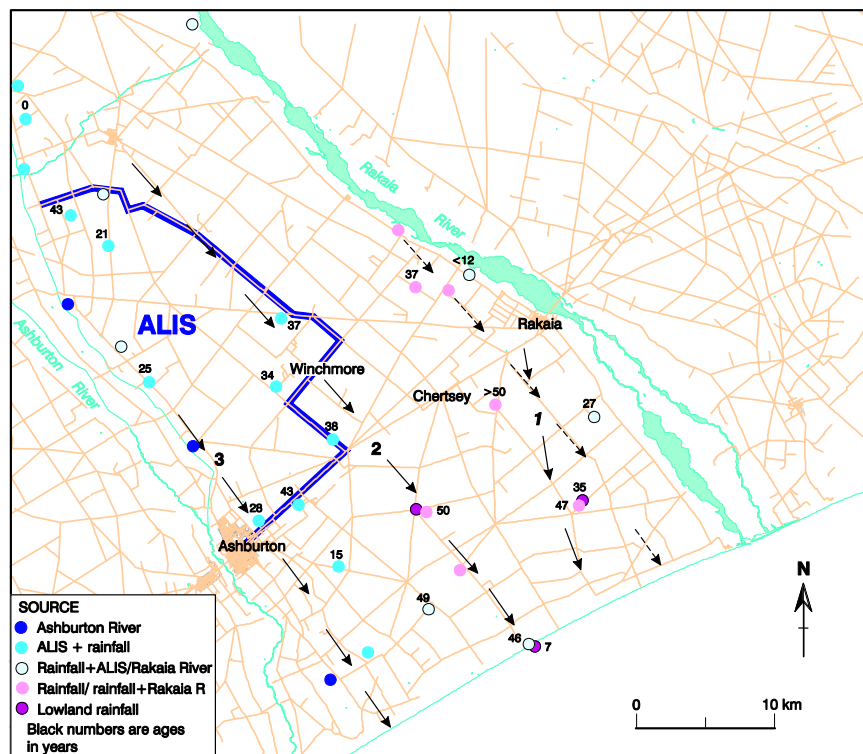 0
Rakaia
River
43
21
<12
37
ALIS
37
Rakaia
Ashburton
River
Winchmore
25
34
Chertsey
>50
27
1
38
2
3
35
43
50
47
28
Ashburton
15
N
49
46
7
SOURCE
Ashburton River
ALIS + rainfall
Rainfall+ALIS/Rakaia River
Rainfall/ rainfall+Rakaia R
Lowland rainfall
Black numbers are ages
in years
0
10 km